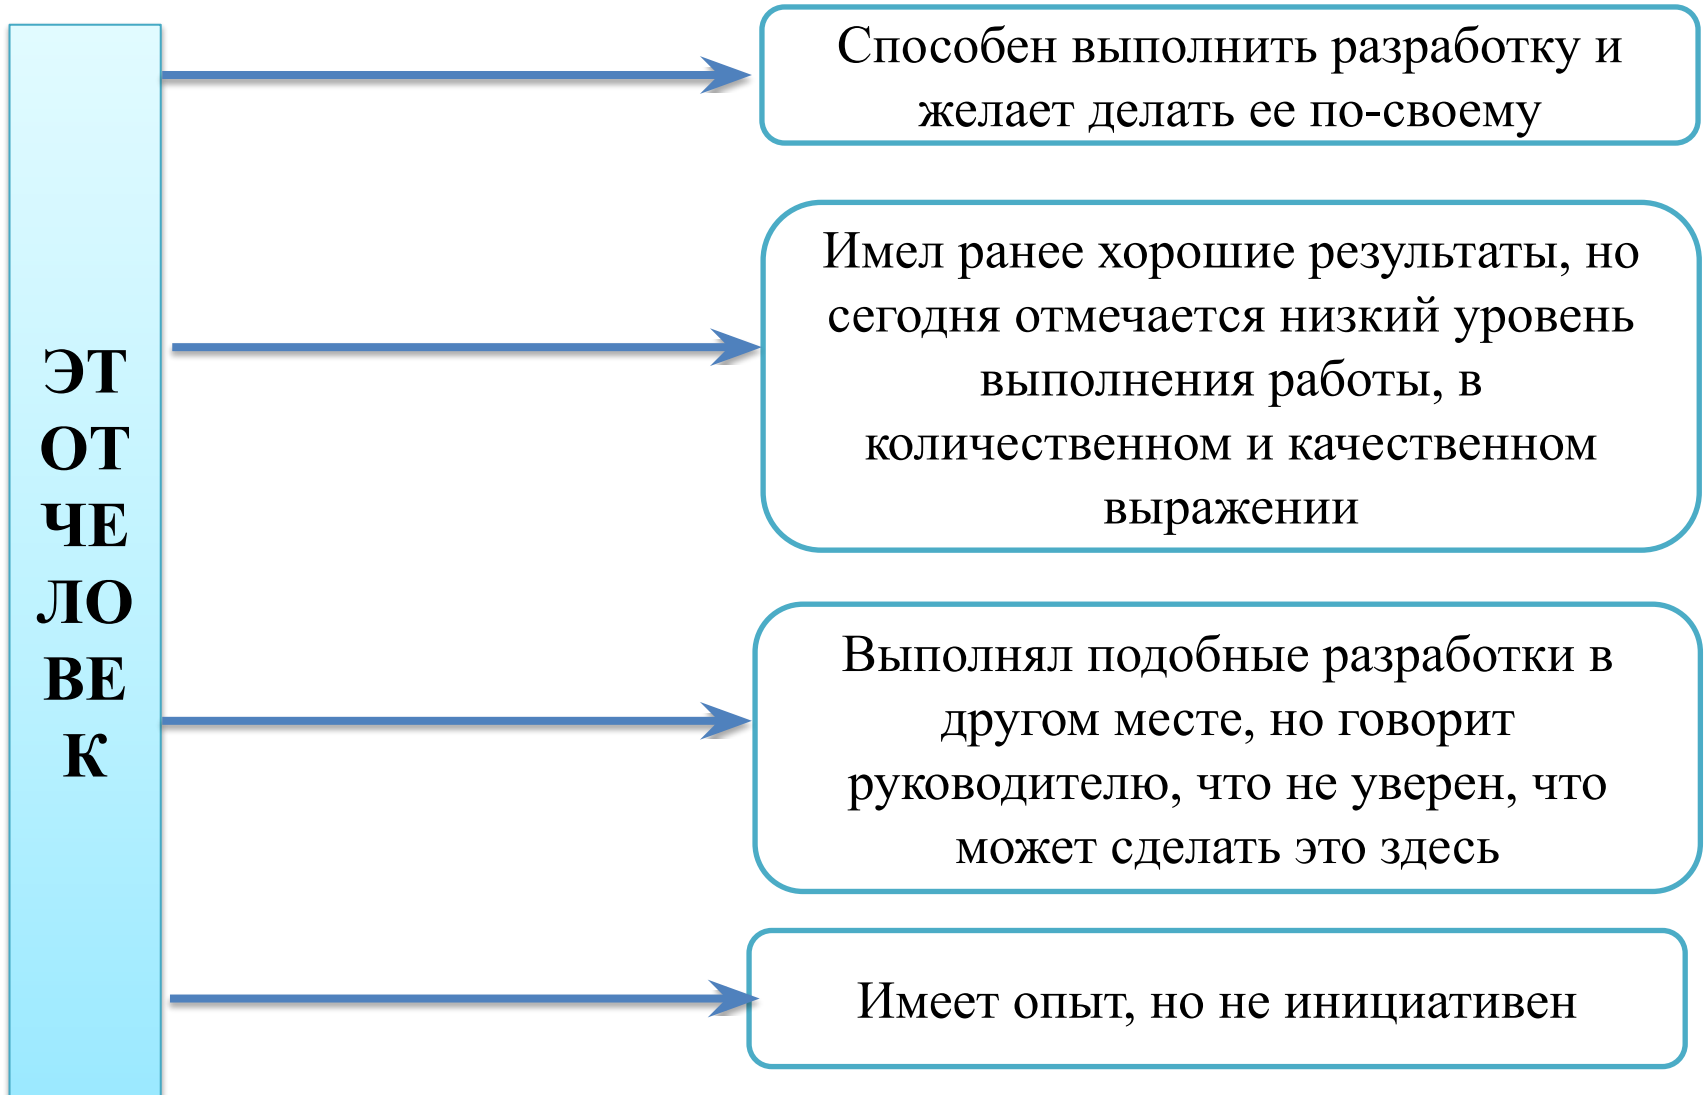 ЭТ
ОТ
ЧЕ
ЛО
ВЕ
К
Способен выполнить разработку и
желает делать ее по-своему
Имел ранее хорошие результаты, но
сегодня отмечается низкий уровень
выполнения работы, в
количественном и качественном
выражении
Выполнял подобные разработки в
другом месте, но говорит
руководителю, что не уверен, что
может сделать это здесь
Имеет опыт, но не инициативен